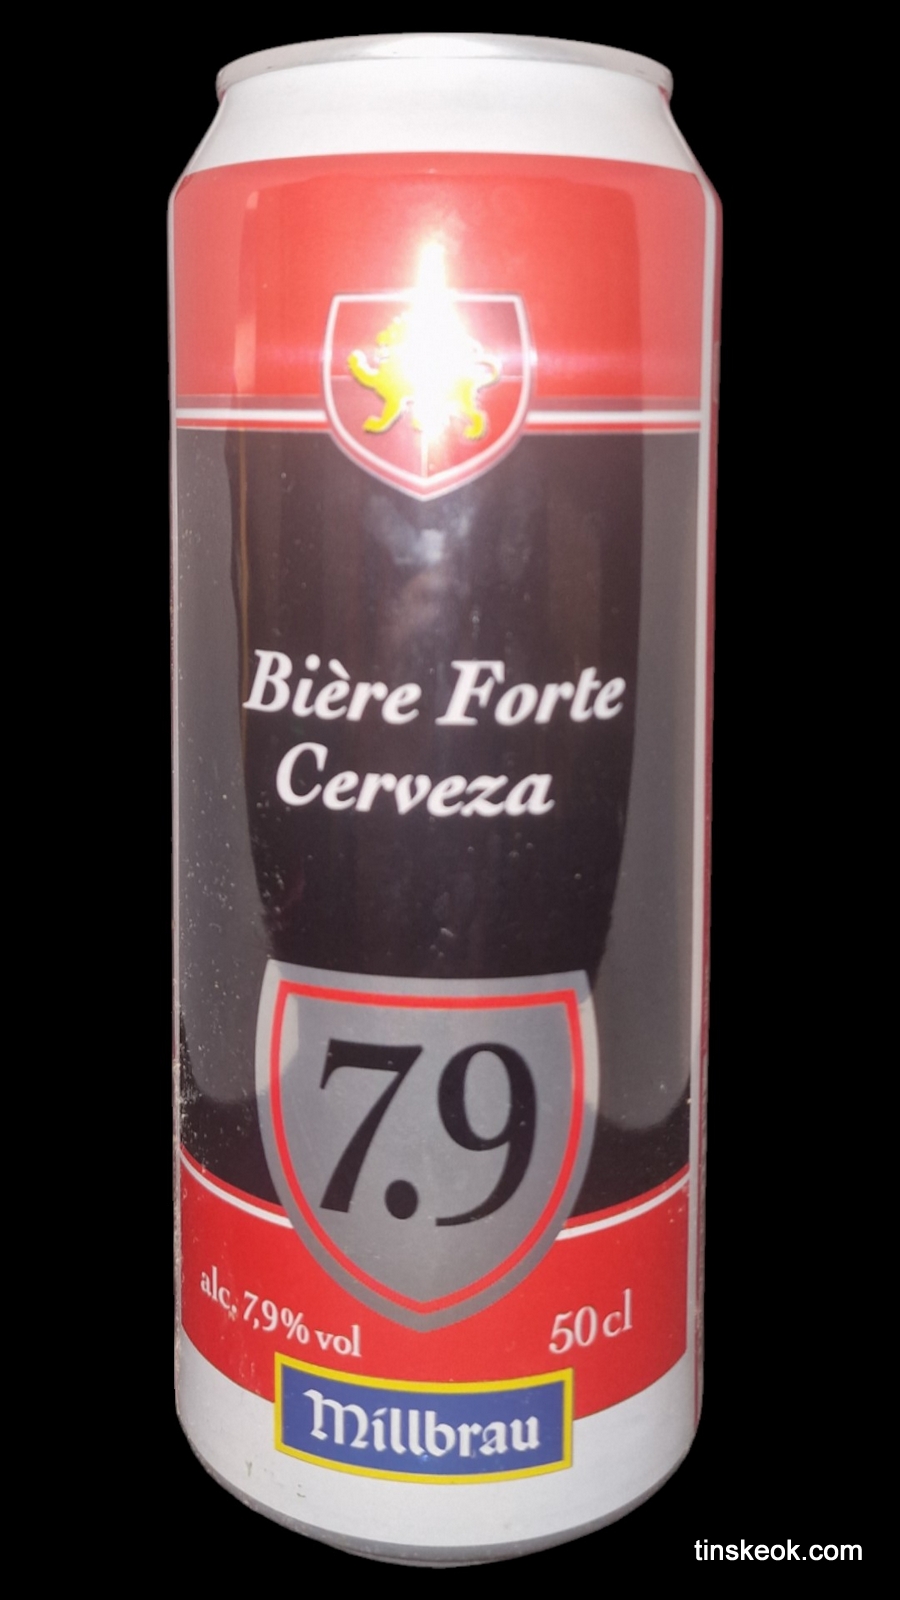 Bière Forte
Cerveza
7.9
alc. 7,9% vol
50 cl
Millbrau
tinskeok.com